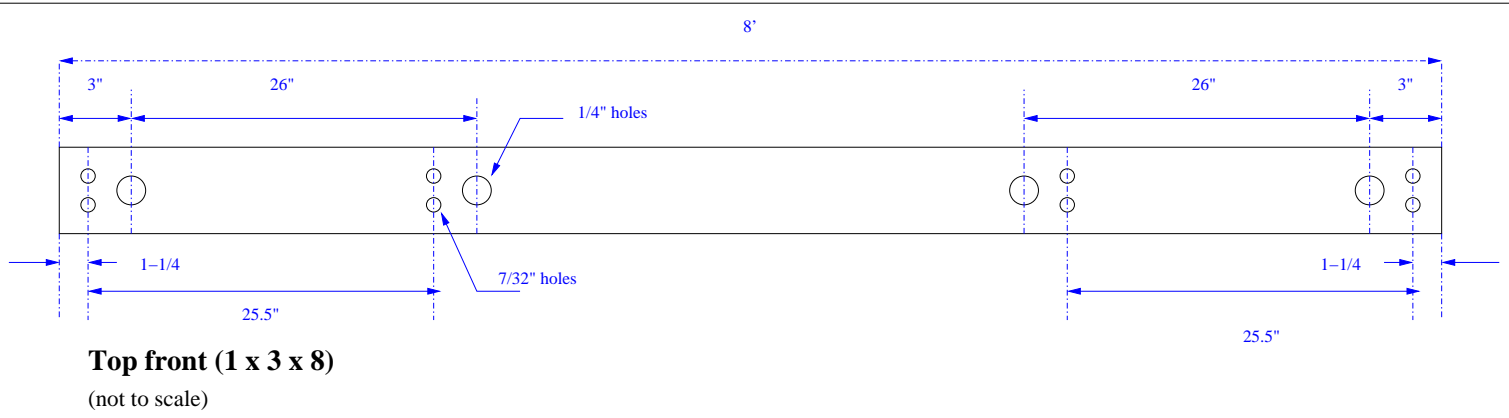 8’
3" 26" 26" 3"
1/4" holes
1–1/4 1–1/4
7/32" holes
25.5" 25.5"
Top front (1 x 3 x 8)
(not to scale)